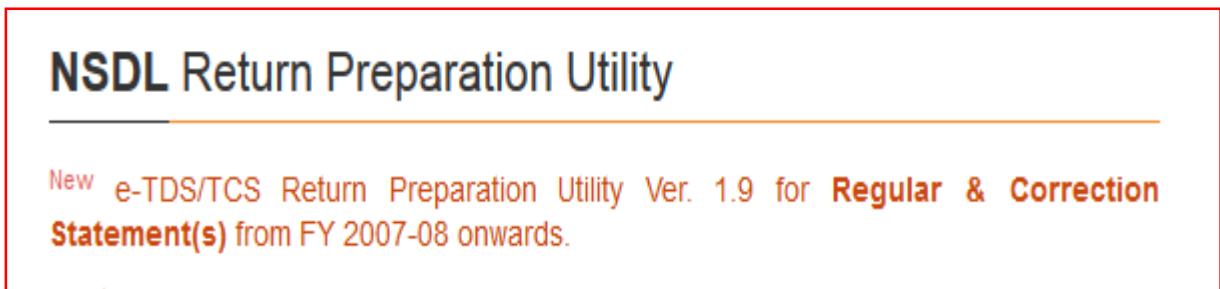 NSDL Return Preparation Utility
New e-TDS/TCS Return Preparation Utility Ver. 1.9 for Regular & Correction
Statement(s) from FY 2007-08 onwards.